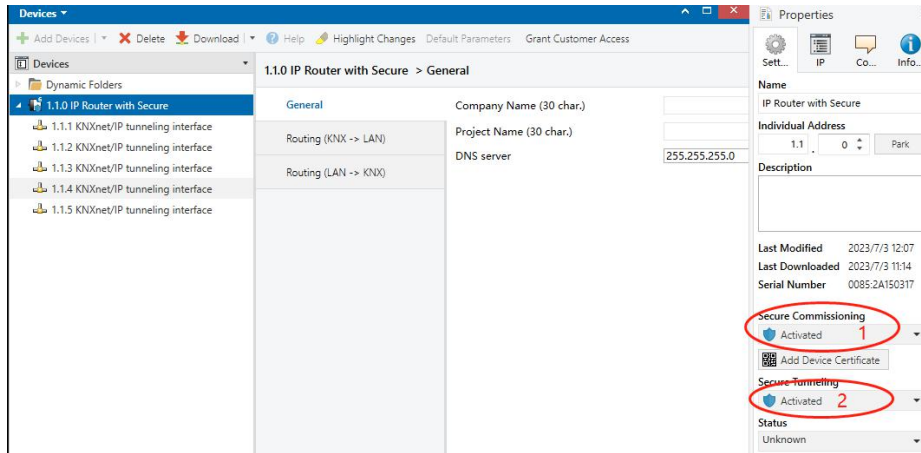 Devices
Properties
Add Devices
Delete
Download
Help
Highlight Changes
Default Parameters
Grant Customer Access
Sett...
IP
Co...
Info..
Devices
Dynamic Folders
1.1.0 IP Router with Secure
1.1.1 KNXnet/IP tunneling interface
1.1.2 KNXnet/IP tunneling interface
1.1.3 KNXnet/IP tunneling interface
1.1.4 KNXnet/IP tunneling interface
1.1.5 KNXnet/IP tunneling interface
1.1.0 IP Router with Secure > General
General
Routing (KNX -> LAN)
Routing (LAN -> KNX)
Company Name (30 char.)
Project Name (30 char.)
DNS server 255.255.255.0
Name
IP Router with Secure
Individual Address
1.1 . 0 Park
Description
Last Modified 2023/7/3 12:07
Last Downloaded 2023/7/3 11:14
Serial Number 0085:2A150317
Secure Commissioning
Activated 1
Add Device Certificate
Secure Tunneling
Activated 2
Status
Unknown